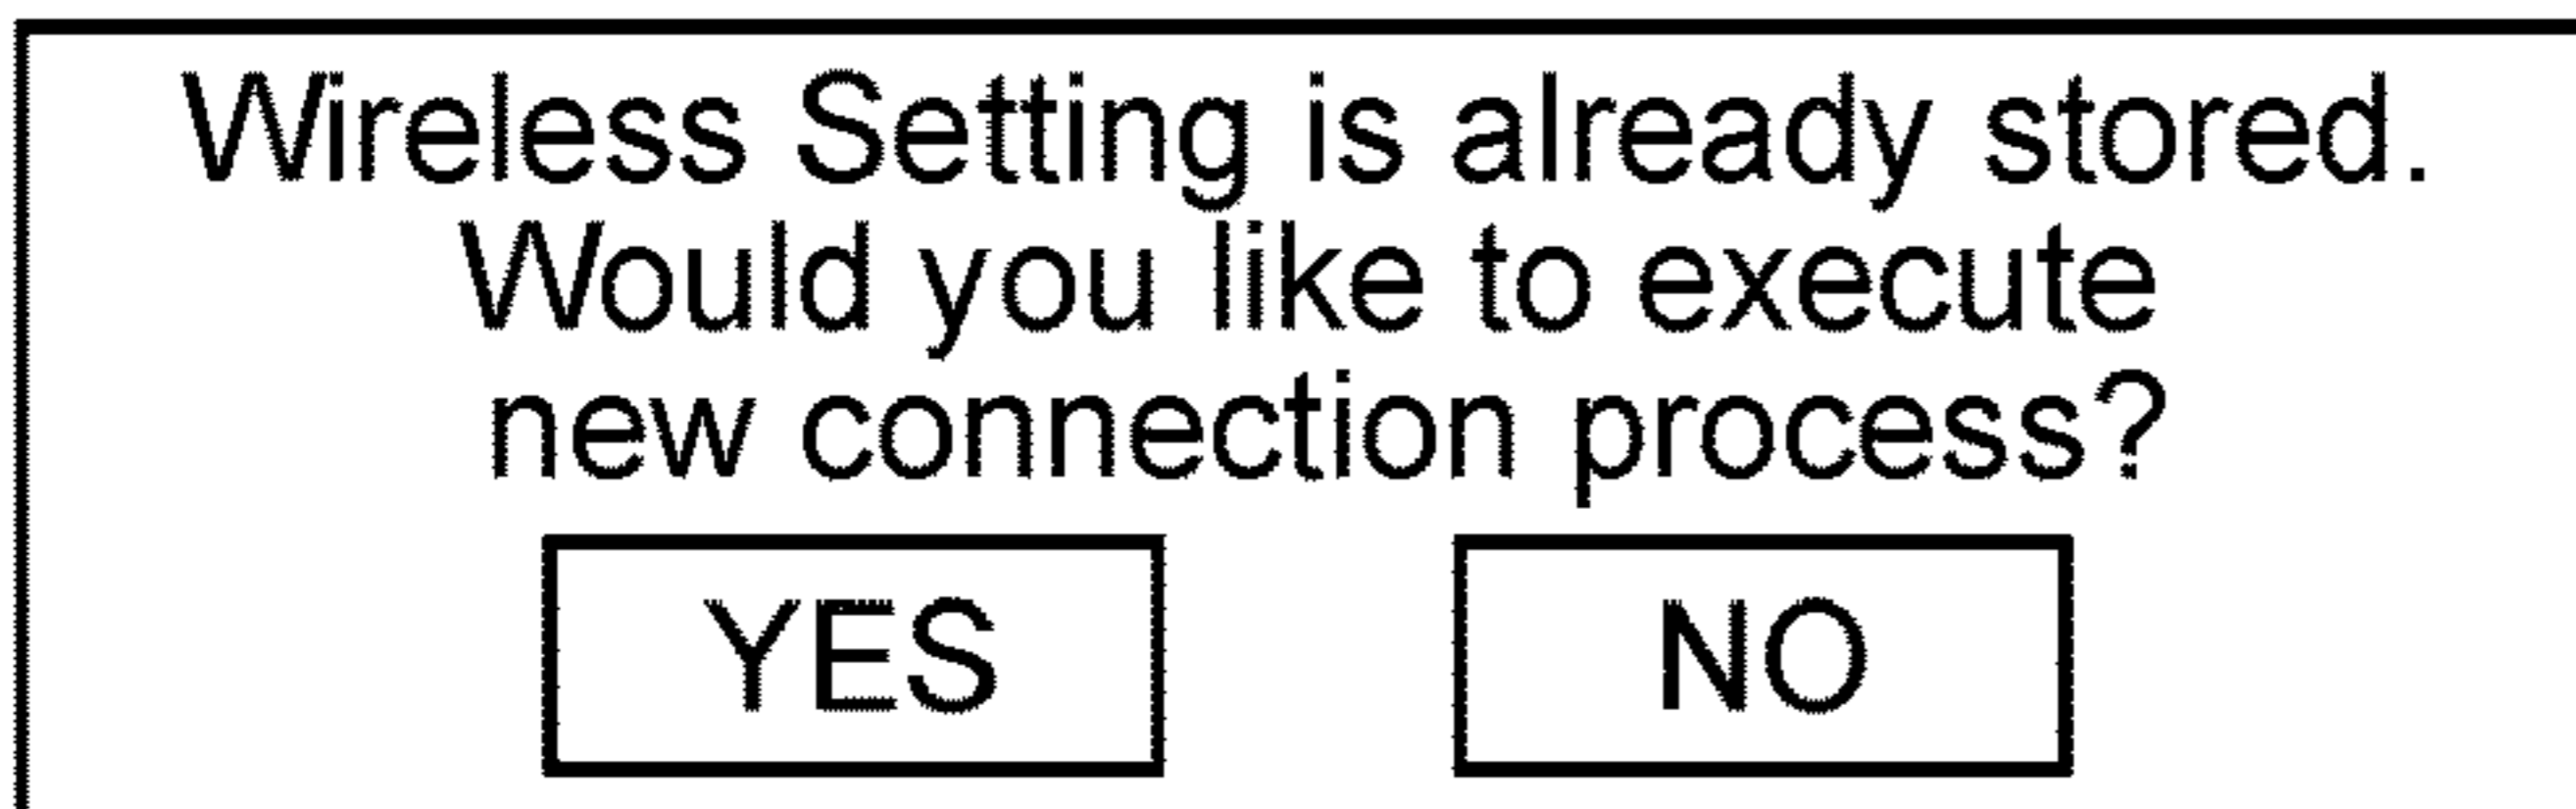 Wireless Setting is already stored.
Would you like to execute
new connection process?
YES NO